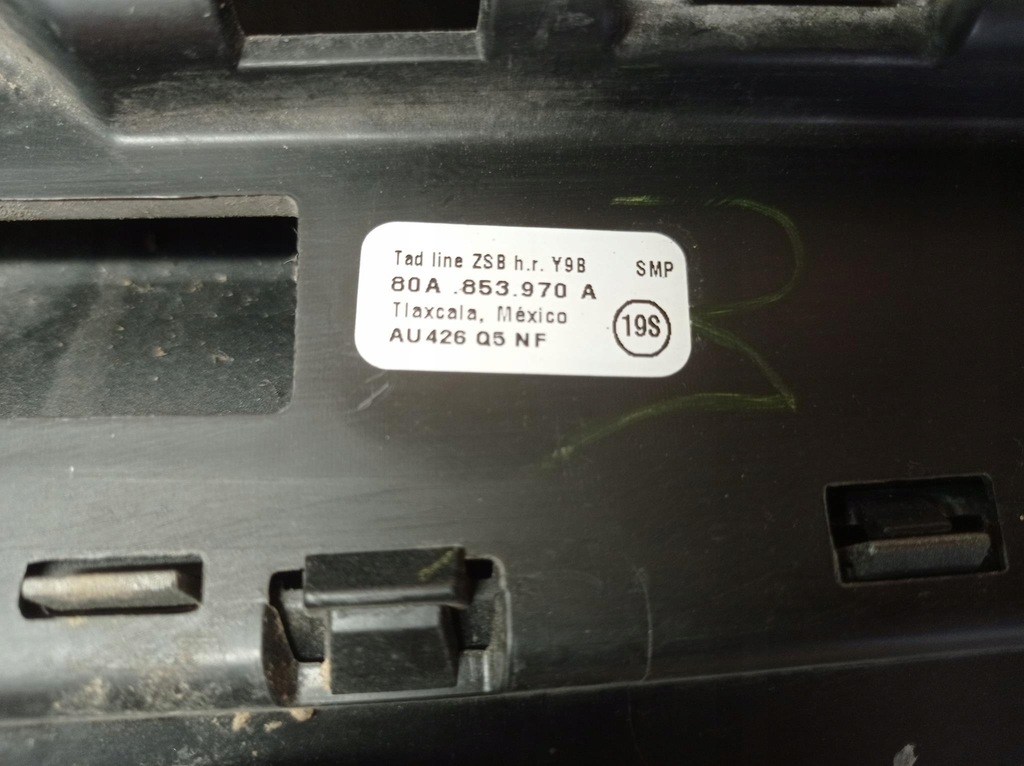 Tad line ZSB h.r. Y9B SMP
80A .853.970 A
Tlaxcala, México 19S
AU426 Q5 NF